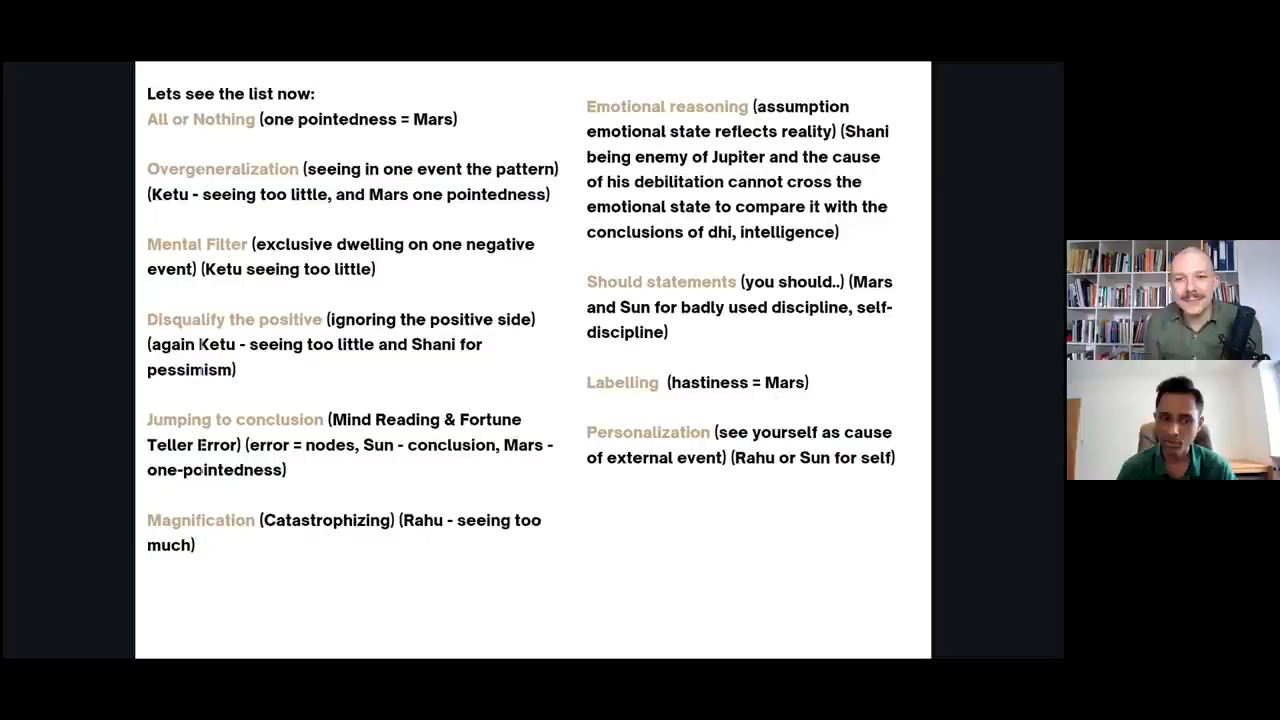 Lets see the list now:
All or Nothing (one pointedness = Mars)
Overgeneralization (seeing in one event the pattern)
(Ketu - seeing too little, and Mars one pointedness)
Mental Filter (exclusive dwelling on one negative
event) (Ketu seeing too little)
Disqualify the positive (ignoring the positive side)
(again Ketu - seeing too little and Shani for
pessimism)
Jumping to conclusion (Mind Reading & Fortune
Teller Error) (error = nodes, Sun - conclusion, Mars -
one-pointedness)
Magnification (Catastrophizing) (Rahu - seeing too
much)
Emotional reasoning (assumption
emotional state reflects reality) (Shani
being enemy of Jupiter and the cause
of his debilitation cannot cross the
emotional state to compare it with the
conclusions of dhi, intelligence)
Should statements (you should..) (Mars
and Sun for badly used discipline, self-
discipline)
Labelling (hastiness = Mars)
Personalization (see yourself as cause
of external event) (Rahu or Sun for self)